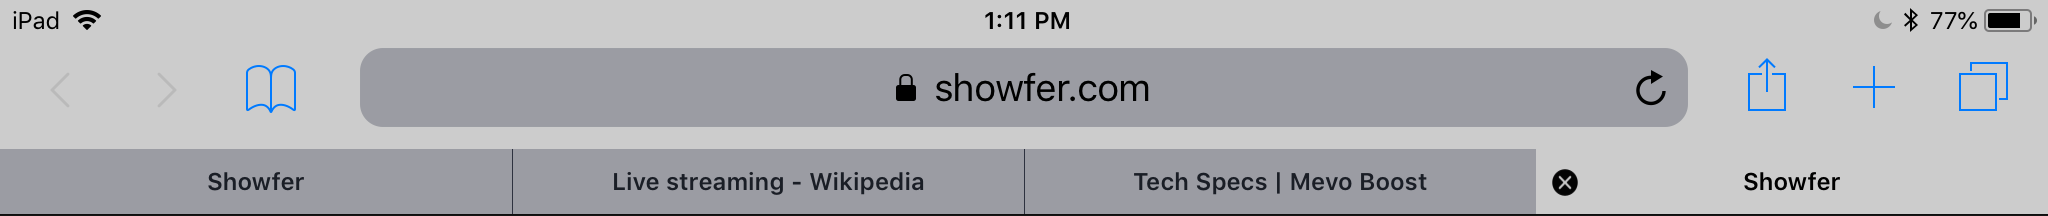 iPad 1:11 PM 77%
showfer.com
Showfer Live streaming - Wikipedia Tech Specs | Mevo Boost Showfer